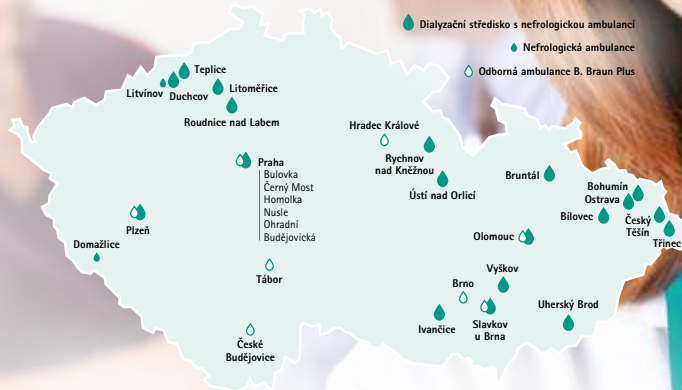 Dialyzační středisko s nefrologickou ambulancí
Nefrologická ambulance
Odborná ambulance B. Braun Plus
Teplice
Litvínov
Duchcov
Litoměřice
Roudnice nad Labem
Hradec Králové
Praha
Bulovka
Černý Most
Homolka
Nusle
Ohradní
Budějovická
Rychnov
nad Kněžnou
Ústí nad Orlicí
Bruntál
Bohumín
Ostrava
Bílovec
Český
Těšín
Třinec
Plzeň
Domažlice
Olomouc
Tábor
Vyškov
Brno
Uherský Brod
Ivančice
Slavkov
u Brna
České
Budějovice